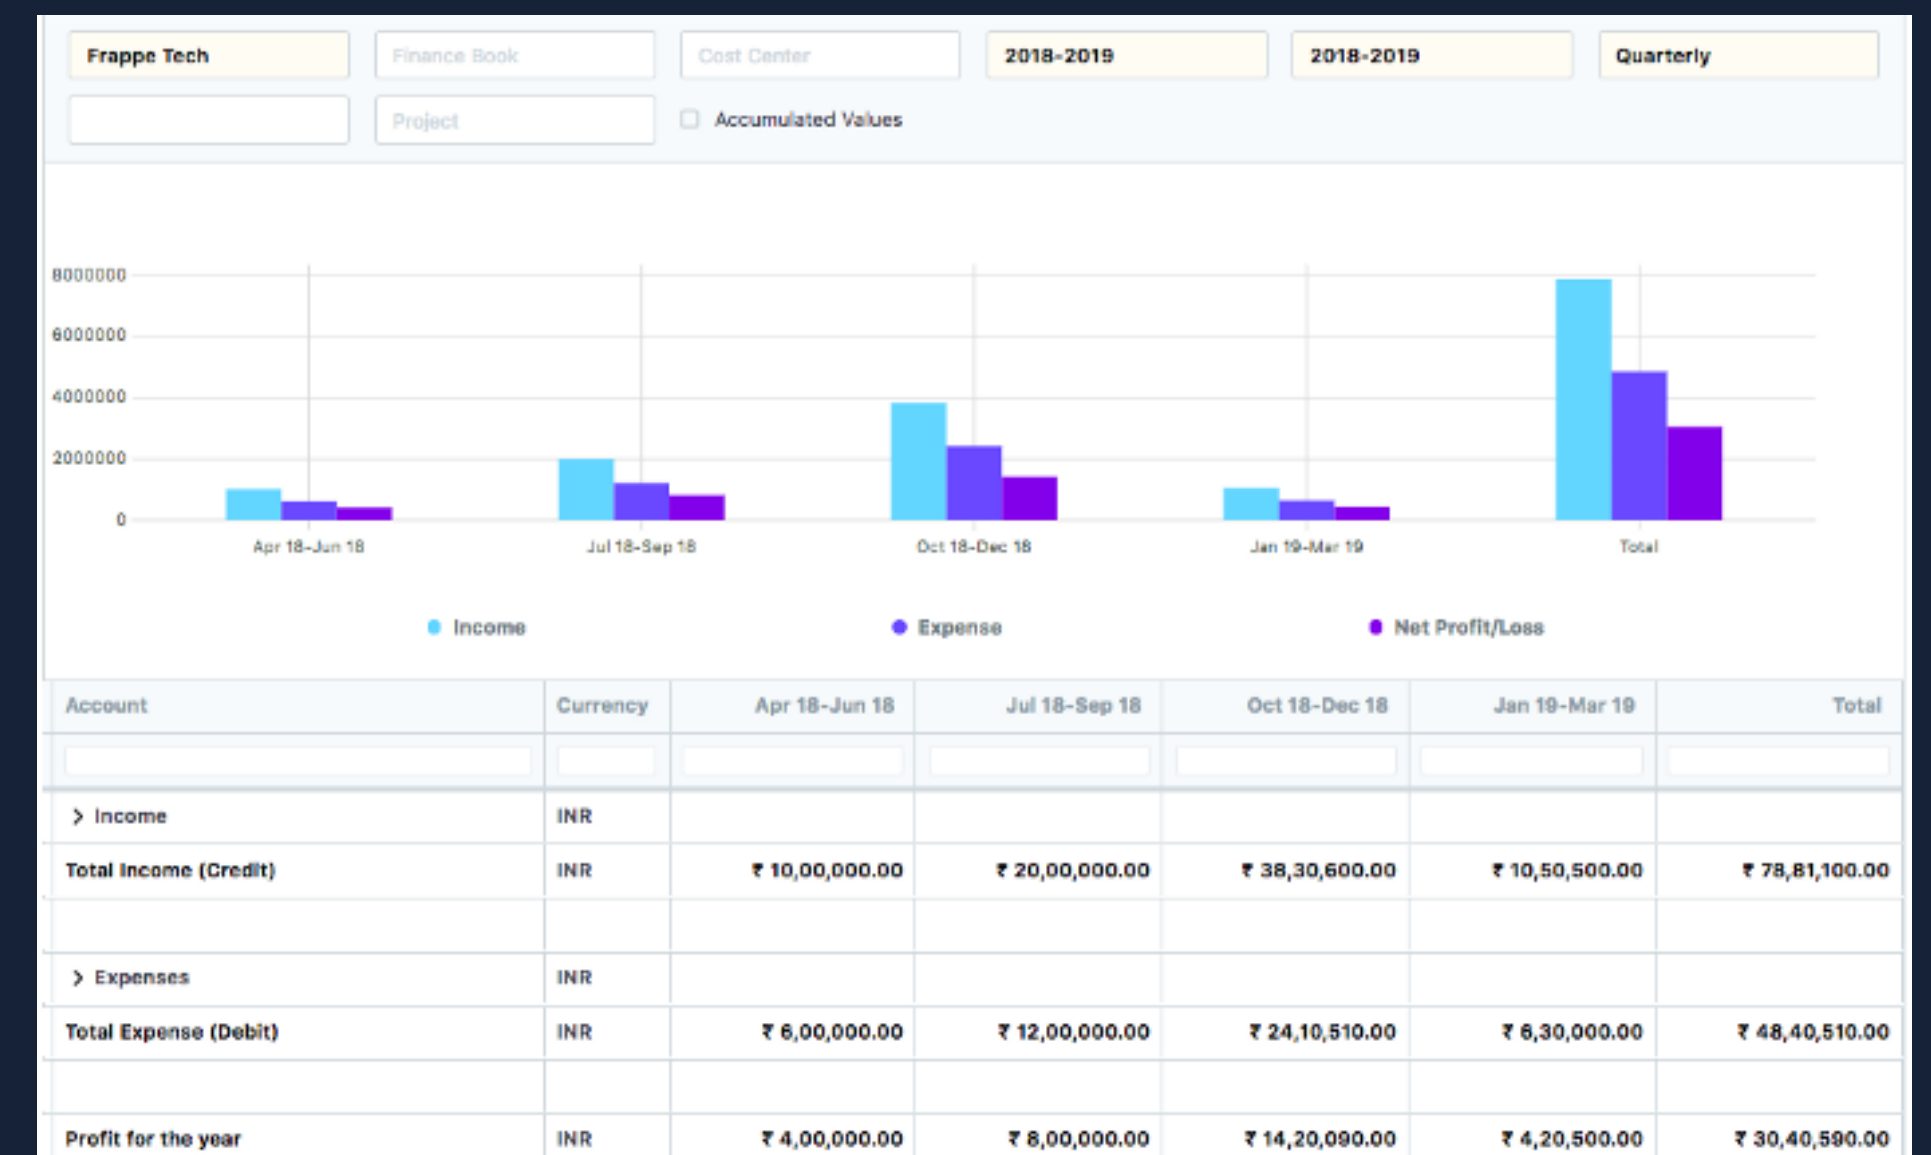 Frappe Tech Finance Book Cost Center 2018-2019 2018-2019 Quarterly
Project Accumulated Values
8000000
6000000
4000000
2000000
0
Apr 18-Jun 18 Jul 18-Sep 18 Oct 18-Dec 18 Jan 19-Mar 19 Total
Income Expense Net Profit/Loss
Account Currency Apr 18-Jun 18 Jul 18-Sep 18 Oct 18-Dec 18 Jan 19-Mar 19 Total
Income INR
Total Income (Credit) INR ₹ 10,00,000.00 ₹ 20,00,000.00 ₹ 38,30,600.00 ₹ 10,50,500.00 ₹ 78,81,100.00
Expenses INR
Total Expense (Debit) INR ₹ 6,00,000.00 ₹ 12,00,000.00 ₹ 24,10,510.00 ₹ 6,30,000.00 ₹ 48,40,510.00
Profit for the year INR ₹ 4,00,000.00 ₹ 8,00,000.00 ₹ 14,20,090.00 ₹ 4,20,500.00 ₹ 30,40,590.00